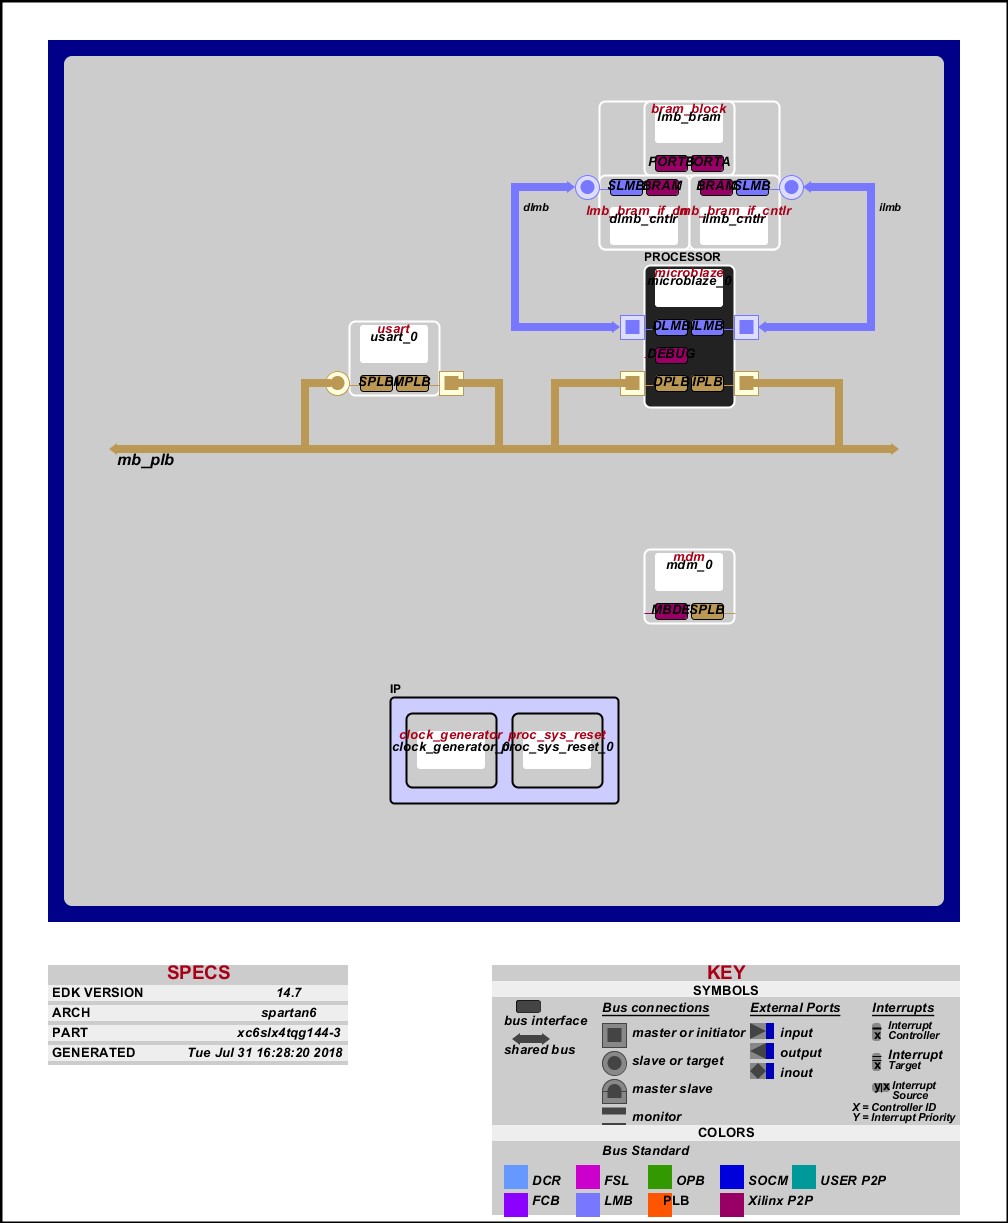 bram_block
lmb_bram
PORTB PORTA
SLMB BRAM BRAM SLMB
dlmb
ilmb
lmb_bram_if_cntlr
dlmb_cntlr ilmb_cntlr
PROCESSOR
microblaze
microblaze_0
DLMB ILMB
DEBUG
DPLB IPLB
usart
usart_0
SPLB MPLB
mb_plb
mdm
mdm_0
SPLB
IP
clock_generator proc_sys_reset
clock_generator_0 proc_sys_reset_0
SPECS
EDK VERSION 14.7
ARCH spartan6
PART xc6slx4tqg144-3
GENERATED Tue Jul 31 16:28:20 2018
KEY
SYMBOLS
bus interface
shared bus
Bus connections
master or initiator
slave or target
master slave
monitor
External Ports
input
output
inout
Interrupts
x Interrupt Controller
x Interrupt Target
y x Interrupt Source
X = Controller ID
Y = Interrupt Priority
COLORS
Bus Standard
DCR FSL OPB SOCM USER P2P
FCB LMB PLB Xilinx P2P